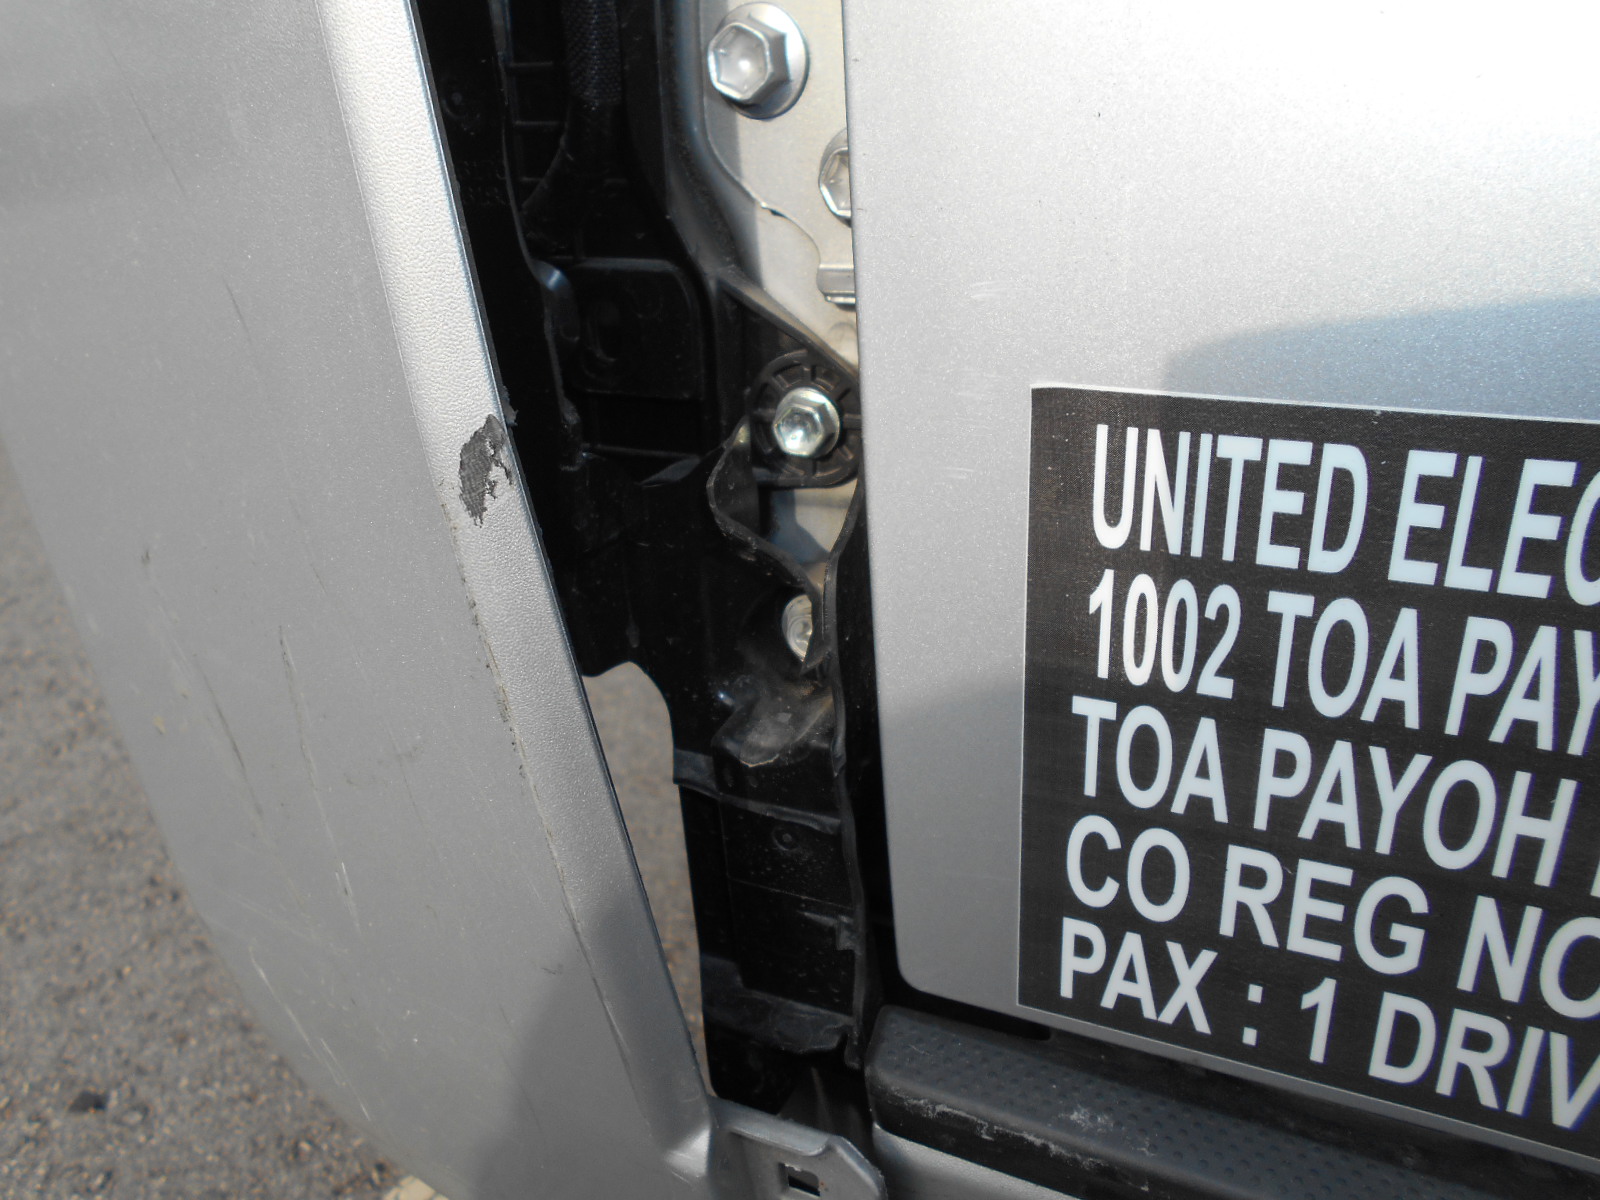 UNITED ELEC
1002 TOA PAY
TOA PAYOH
CO REG NO
PAX : 1 DRIV